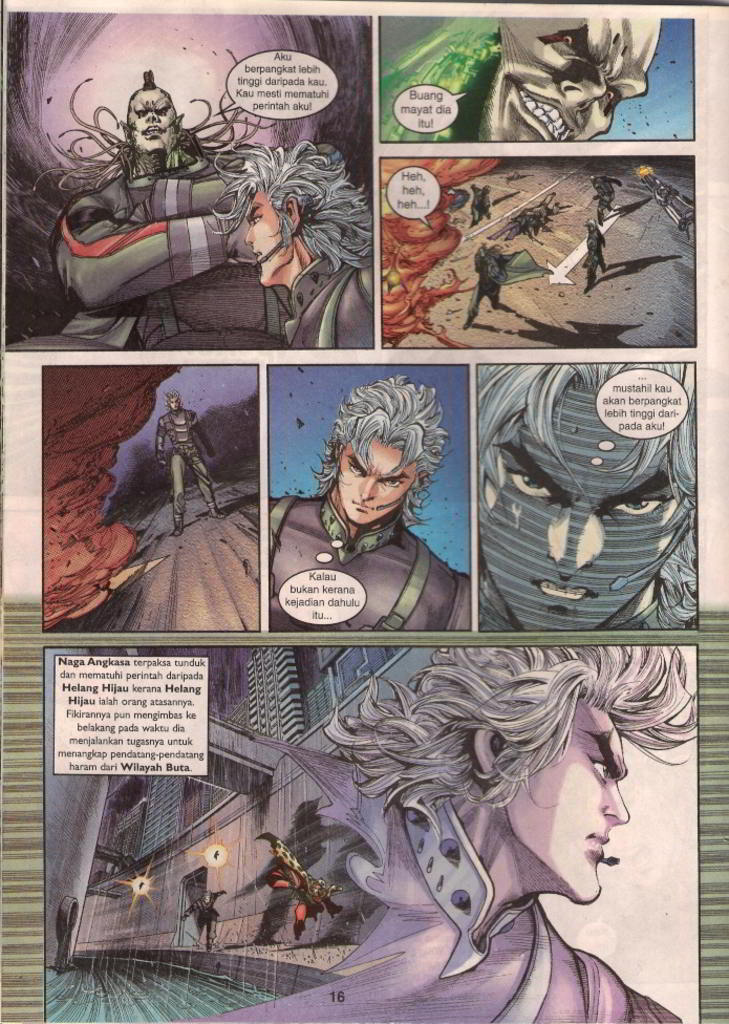 Aku
berpangkat lebih
tinggi daripada kau.
Kau mesti mematuhi
perintah aku!
Buang
mayat dia
itu!
Heh,
heh,
heh...!
Kalau
bukan kerana
kejadian dahulu
itu...
...
mustahil kau
akan berpangkat
lebih tinggi dari-
pada aku!
Naga Angkasa terpaksa tunduk
dan mematuhi perintah daripada
Helang Hijau kerana Helang
Hijau ialah orang atasannya.
Fikirannya pun mengimbas ke
belakang pada waktu dia
menjalankan tugasnya untuk
menangkap pendatang-pendatang
haram dari Wilayah Buta.
16